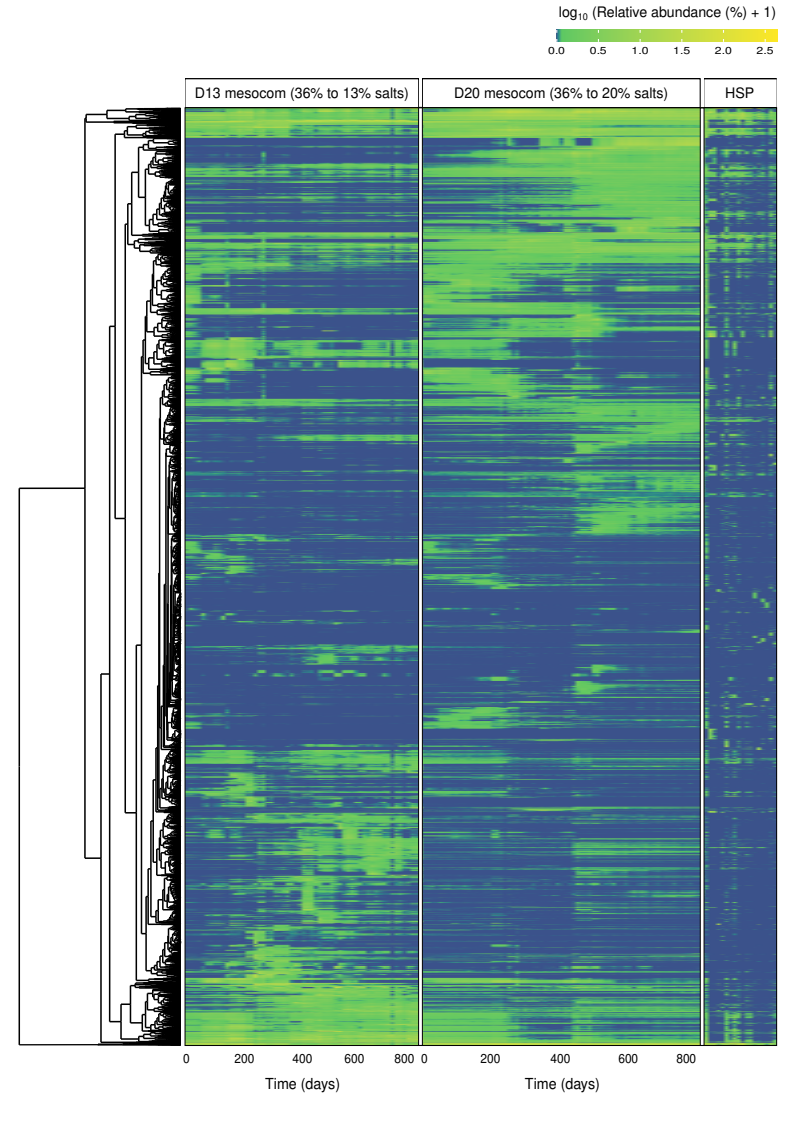 log₁₀ (Relative abundance (%) + 1)
0.0 0.5 1.0 1.5 2.0 2.5
D13 mesocom (36% to 13% salts) D20 mesocom (36% to 20% salts) HSP
0 200 400 600 800 0 200 400 600 800
Time (days) Time (days)